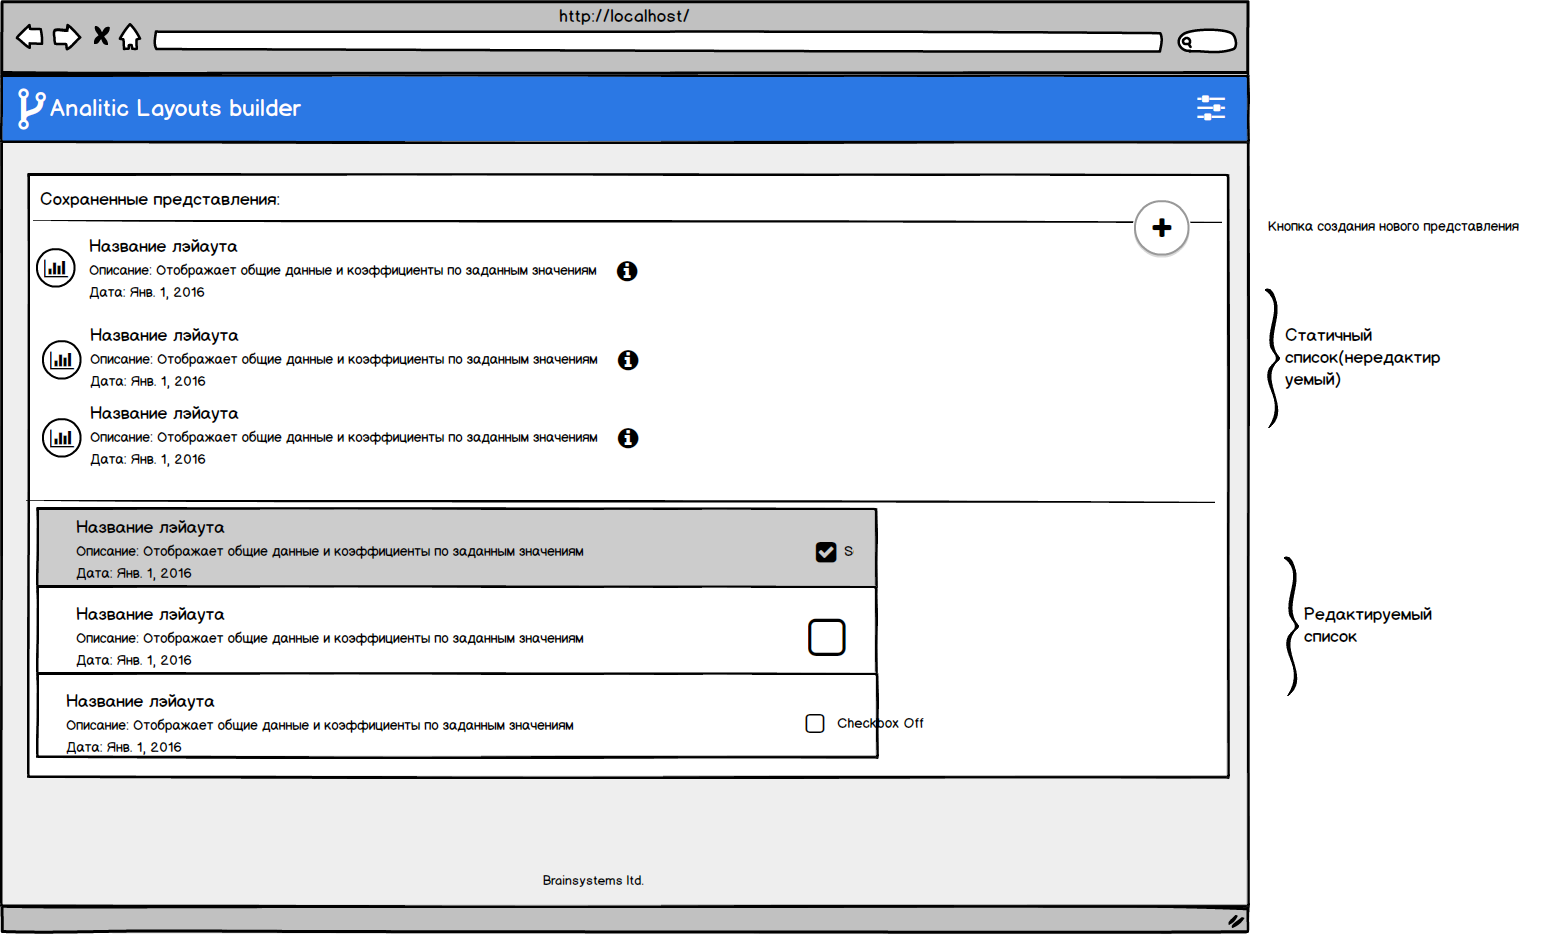 http://localhost/
Analitic Layouts builder
Сохраненные представления:
Кнопка создания нового представления
Название лэйаута
Описание: Отображает общие данные и коэффициенты по заданным значениям
Дата: Янв. 1, 2016
Название лэйаута
Описание: Отображает общие данные и коэффициенты по заданным значениям
Дата: Янв. 1, 2016
Статичный
список(нередактир
уемый)
Название лэйаута
Описание: Отображает общие данные и коэффициенты по заданным значениям
Дата: Янв. 1, 2016
Название лэйаута
Описание: Отображает общие данные и коэффициенты по заданным значениям
S
Дата: Янв. 1, 2016
Название лэйаута
Описание: Отображает общие данные и коэффициенты по заданным значениям
Дата: Янв. 1, 2016
Редактируемый
список
Название лэйаута
Описание: Отображает общие данные и коэффициенты по заданным значениям
Checkbox Off
Дата: Янв. 1, 2016
Brainsystems ltd.